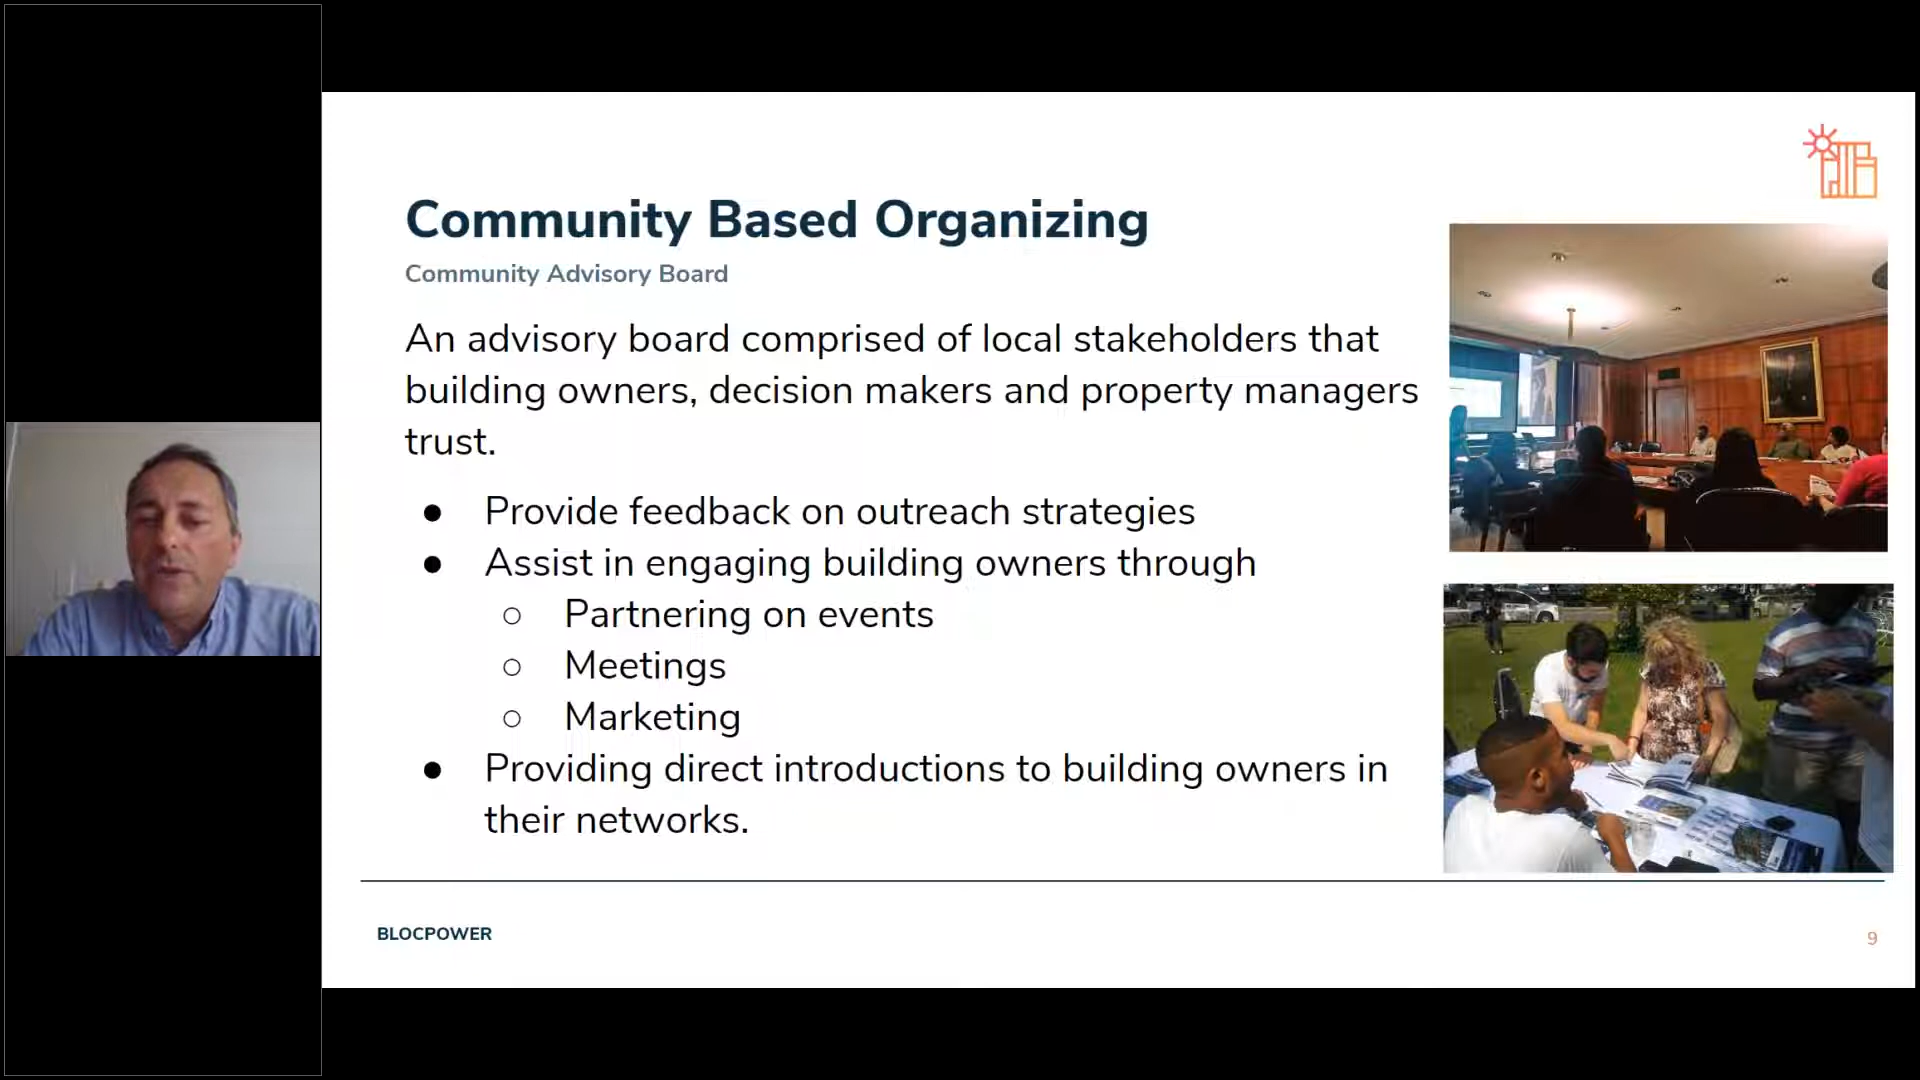 Community Based Organizing
Community Advisory Board
An advisory board comprised of local stakeholders that
building owners, decision makers and property managers
trust.
● Provide feedback on outreach strategies
● Assist in engaging building owners through
○ Partnering on events
○ Meetings
○ Marketing
● Providing direct introductions to building owners in
their networks.
BLOCPOWER
9